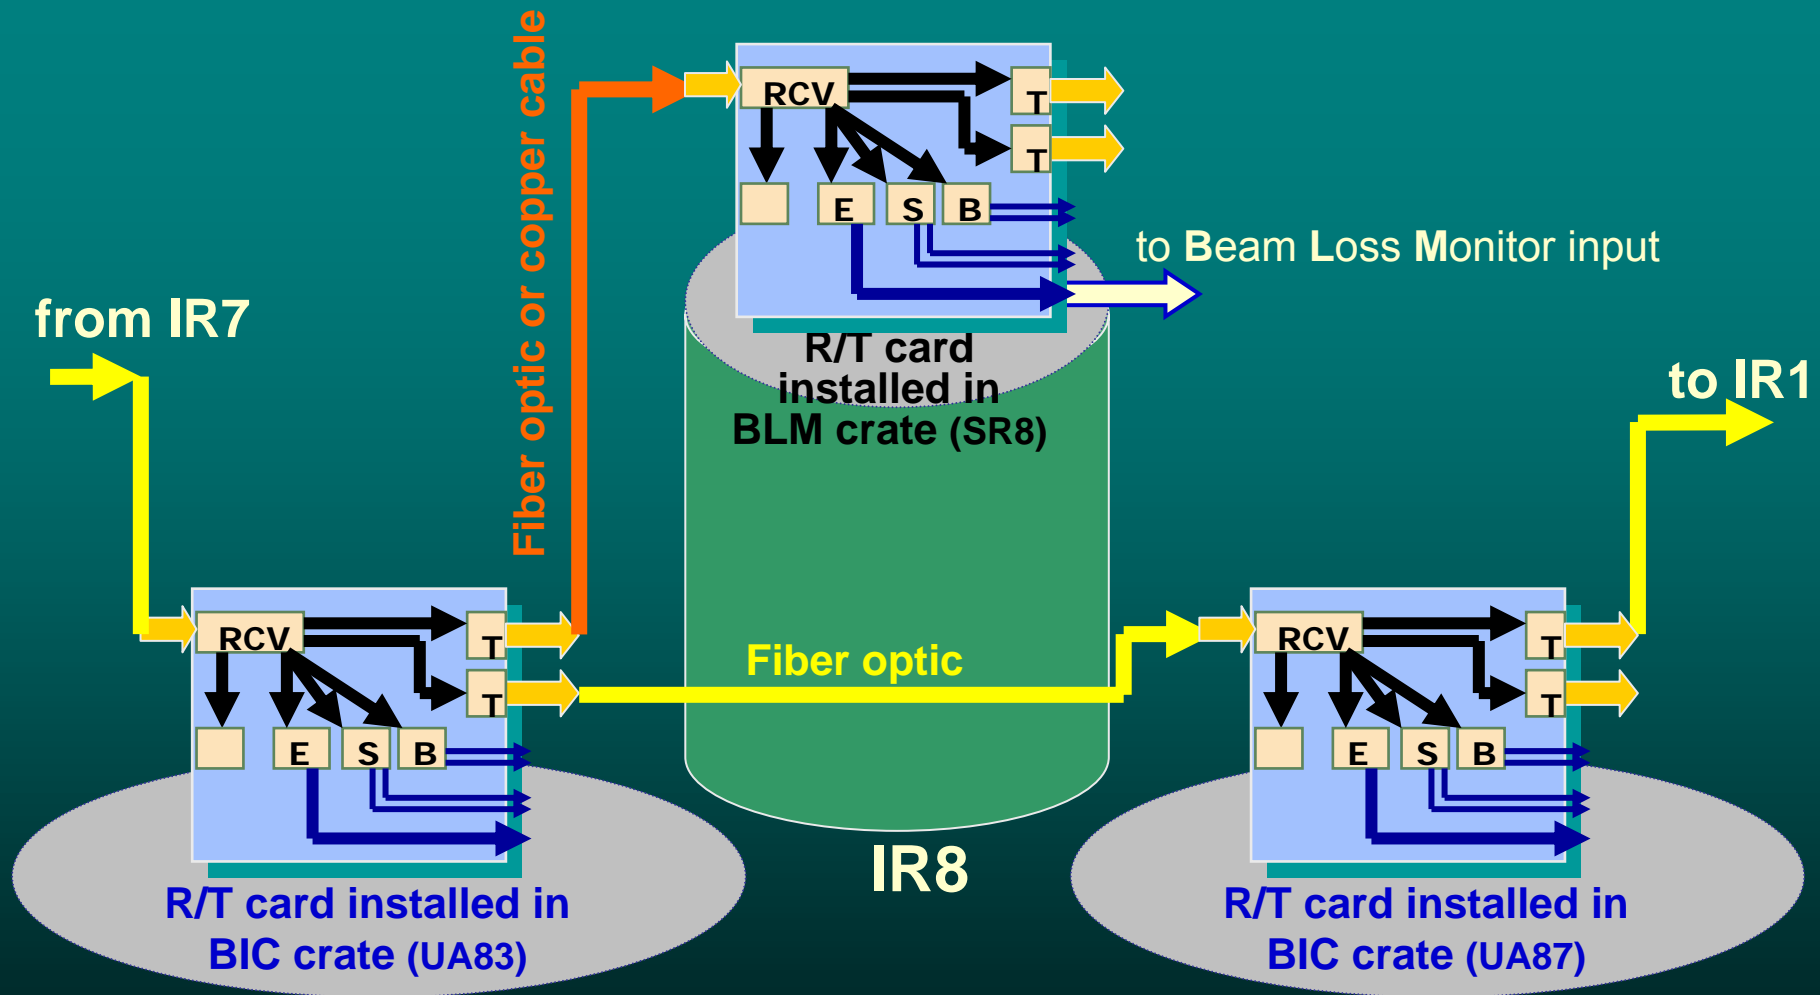 Fiber optic or copper cable
RCV
T
T
E S B
to Beam Loss Monitor input
from IR7
R/T card
installed in
BLM crate (SR8)
to IR1
RCV
T
T
E S B
Fiber optic
RCV
T
T
E S B
IR8
R/T card installed in
BIC crate (UA83)
R/T card installed in
BIC crate (UA87)